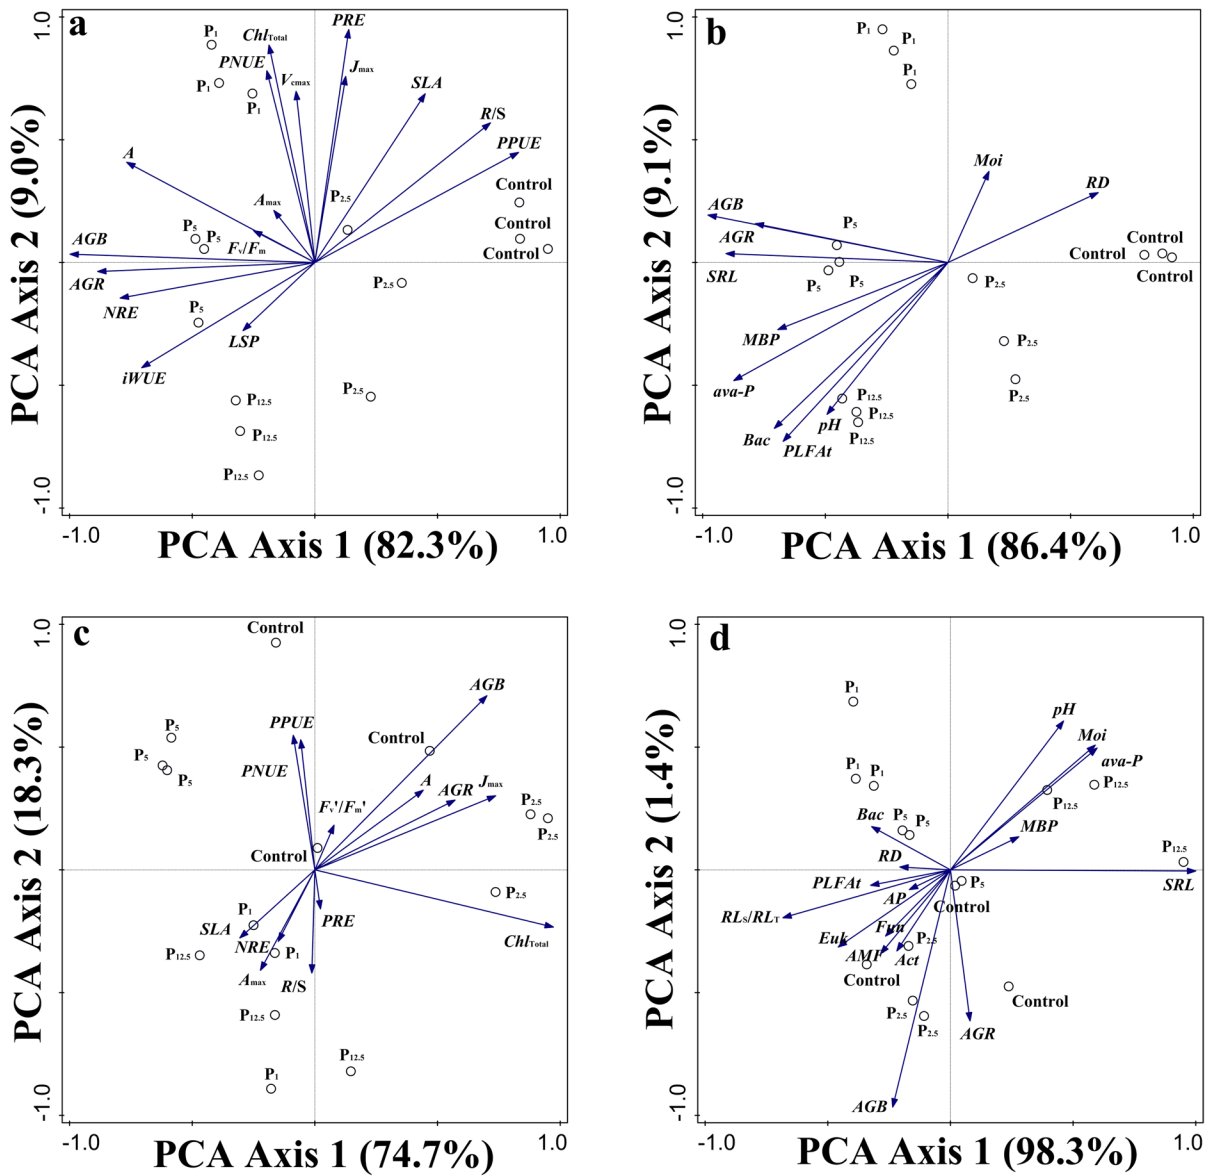 a
PCA Axis 2 (9.0%)
1.0
-1.0
P1
P1
P1
ChlTotal
PNUE
Vcmax
PRE
Jmax
SLA
R/S
PPUE
A
Amax
Fv/Fm
P2.5
Control
Control
Control
P5
P5
AGB
AGR
NRE
P5
iWUE
LSP
P2.5
P2.5
P12.5
P12.5
P12.5
-1.0
1.0
PCA Axis 1 (82.3%)
b
PCA Axis 2 (9.1%)
1.0
-1.0
P1
P1
P1
Moi
RD
AGB
AGR
SRL
P5
P5
P5
Control
Control
Control
P2.5
P2.5
P2.5
MBP
ava-P
Bac
PLFAt
pH
P12.5
P12.5
P12.5
-1.0
1.0
PCA Axis 1 (86.4%)
c
PCA Axis 2 (18.3%)
1.0
-1.0
Control
AGB
PPUE
Control
P5
P5
P5
PNUE
A
AGR
Jmax
Fv'/Fm'
P2.5
P2.5
Control
P2.5
PRE
ChlTotal
P1
SLA
NRE
P1
P12.5
Amax
R/S
P12.5
P12.5
P1
-1.0
1.0
PCA Axis 1 (74.7%)
d
PCA Axis 2 (1.4%)
1.0
-1.0
P1
P1
P1
pH
Moi
ava-P
P12.5
P12.5
Bac
P5
P5
MBP
P12.5
RD
PLFAt
AP
P5
SRL
Control
RLS/RLT
Euk
Fuu
AMF
Act
P2.5
Control
Control
P2.5
P2.5
AGR
AGB
-1.0
1.0
PCA Axis 1 (98.3%)